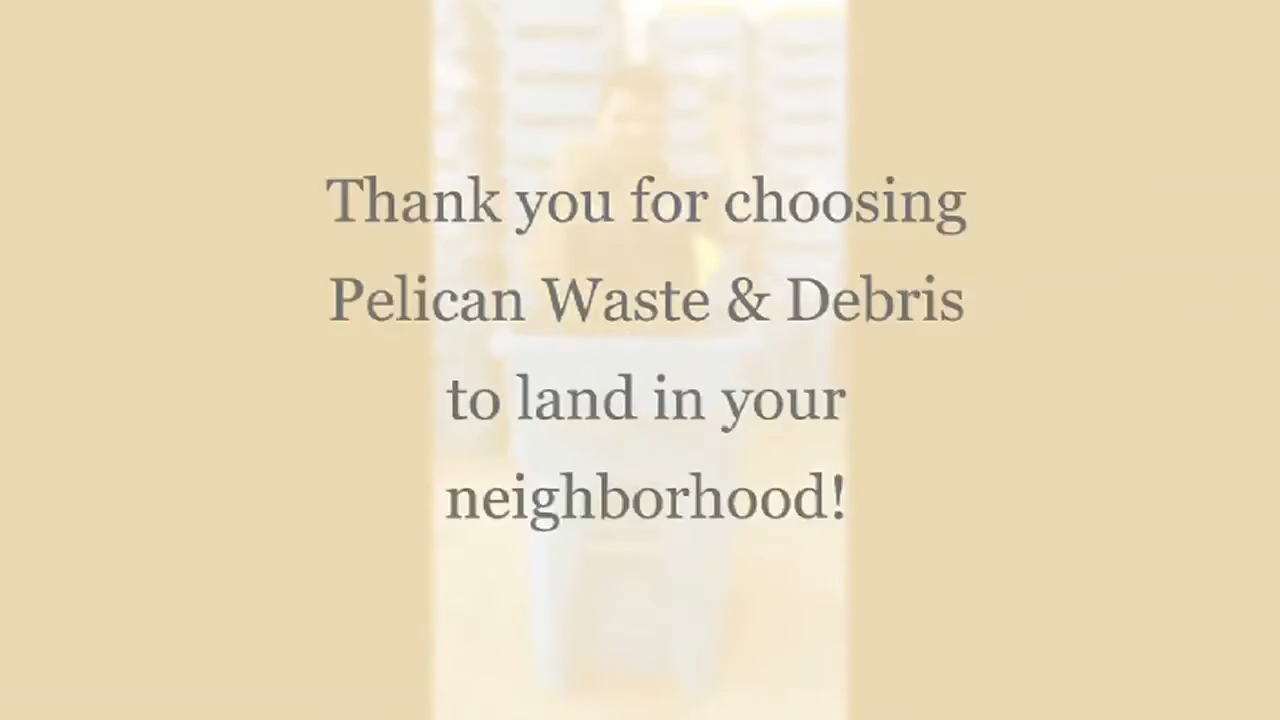 Thank you for choosing
Pelican Waste & Debris
to land in your
neighborhood!